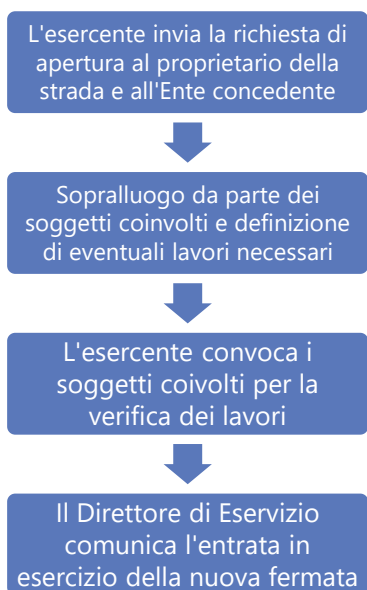 L'esercente invia la richiesta di
apertura al proprietario della
strada e all'Ente concedente
Sopralluogo da parte dei
soggetti coinvolti e definizione
di eventuali lavori necessari
L'esercente convoca i
soggetti coivolti per la
verifica dei lavori
Il Direttore di Eservizio
comunica l'entrata in
esercizio della nuova fermata